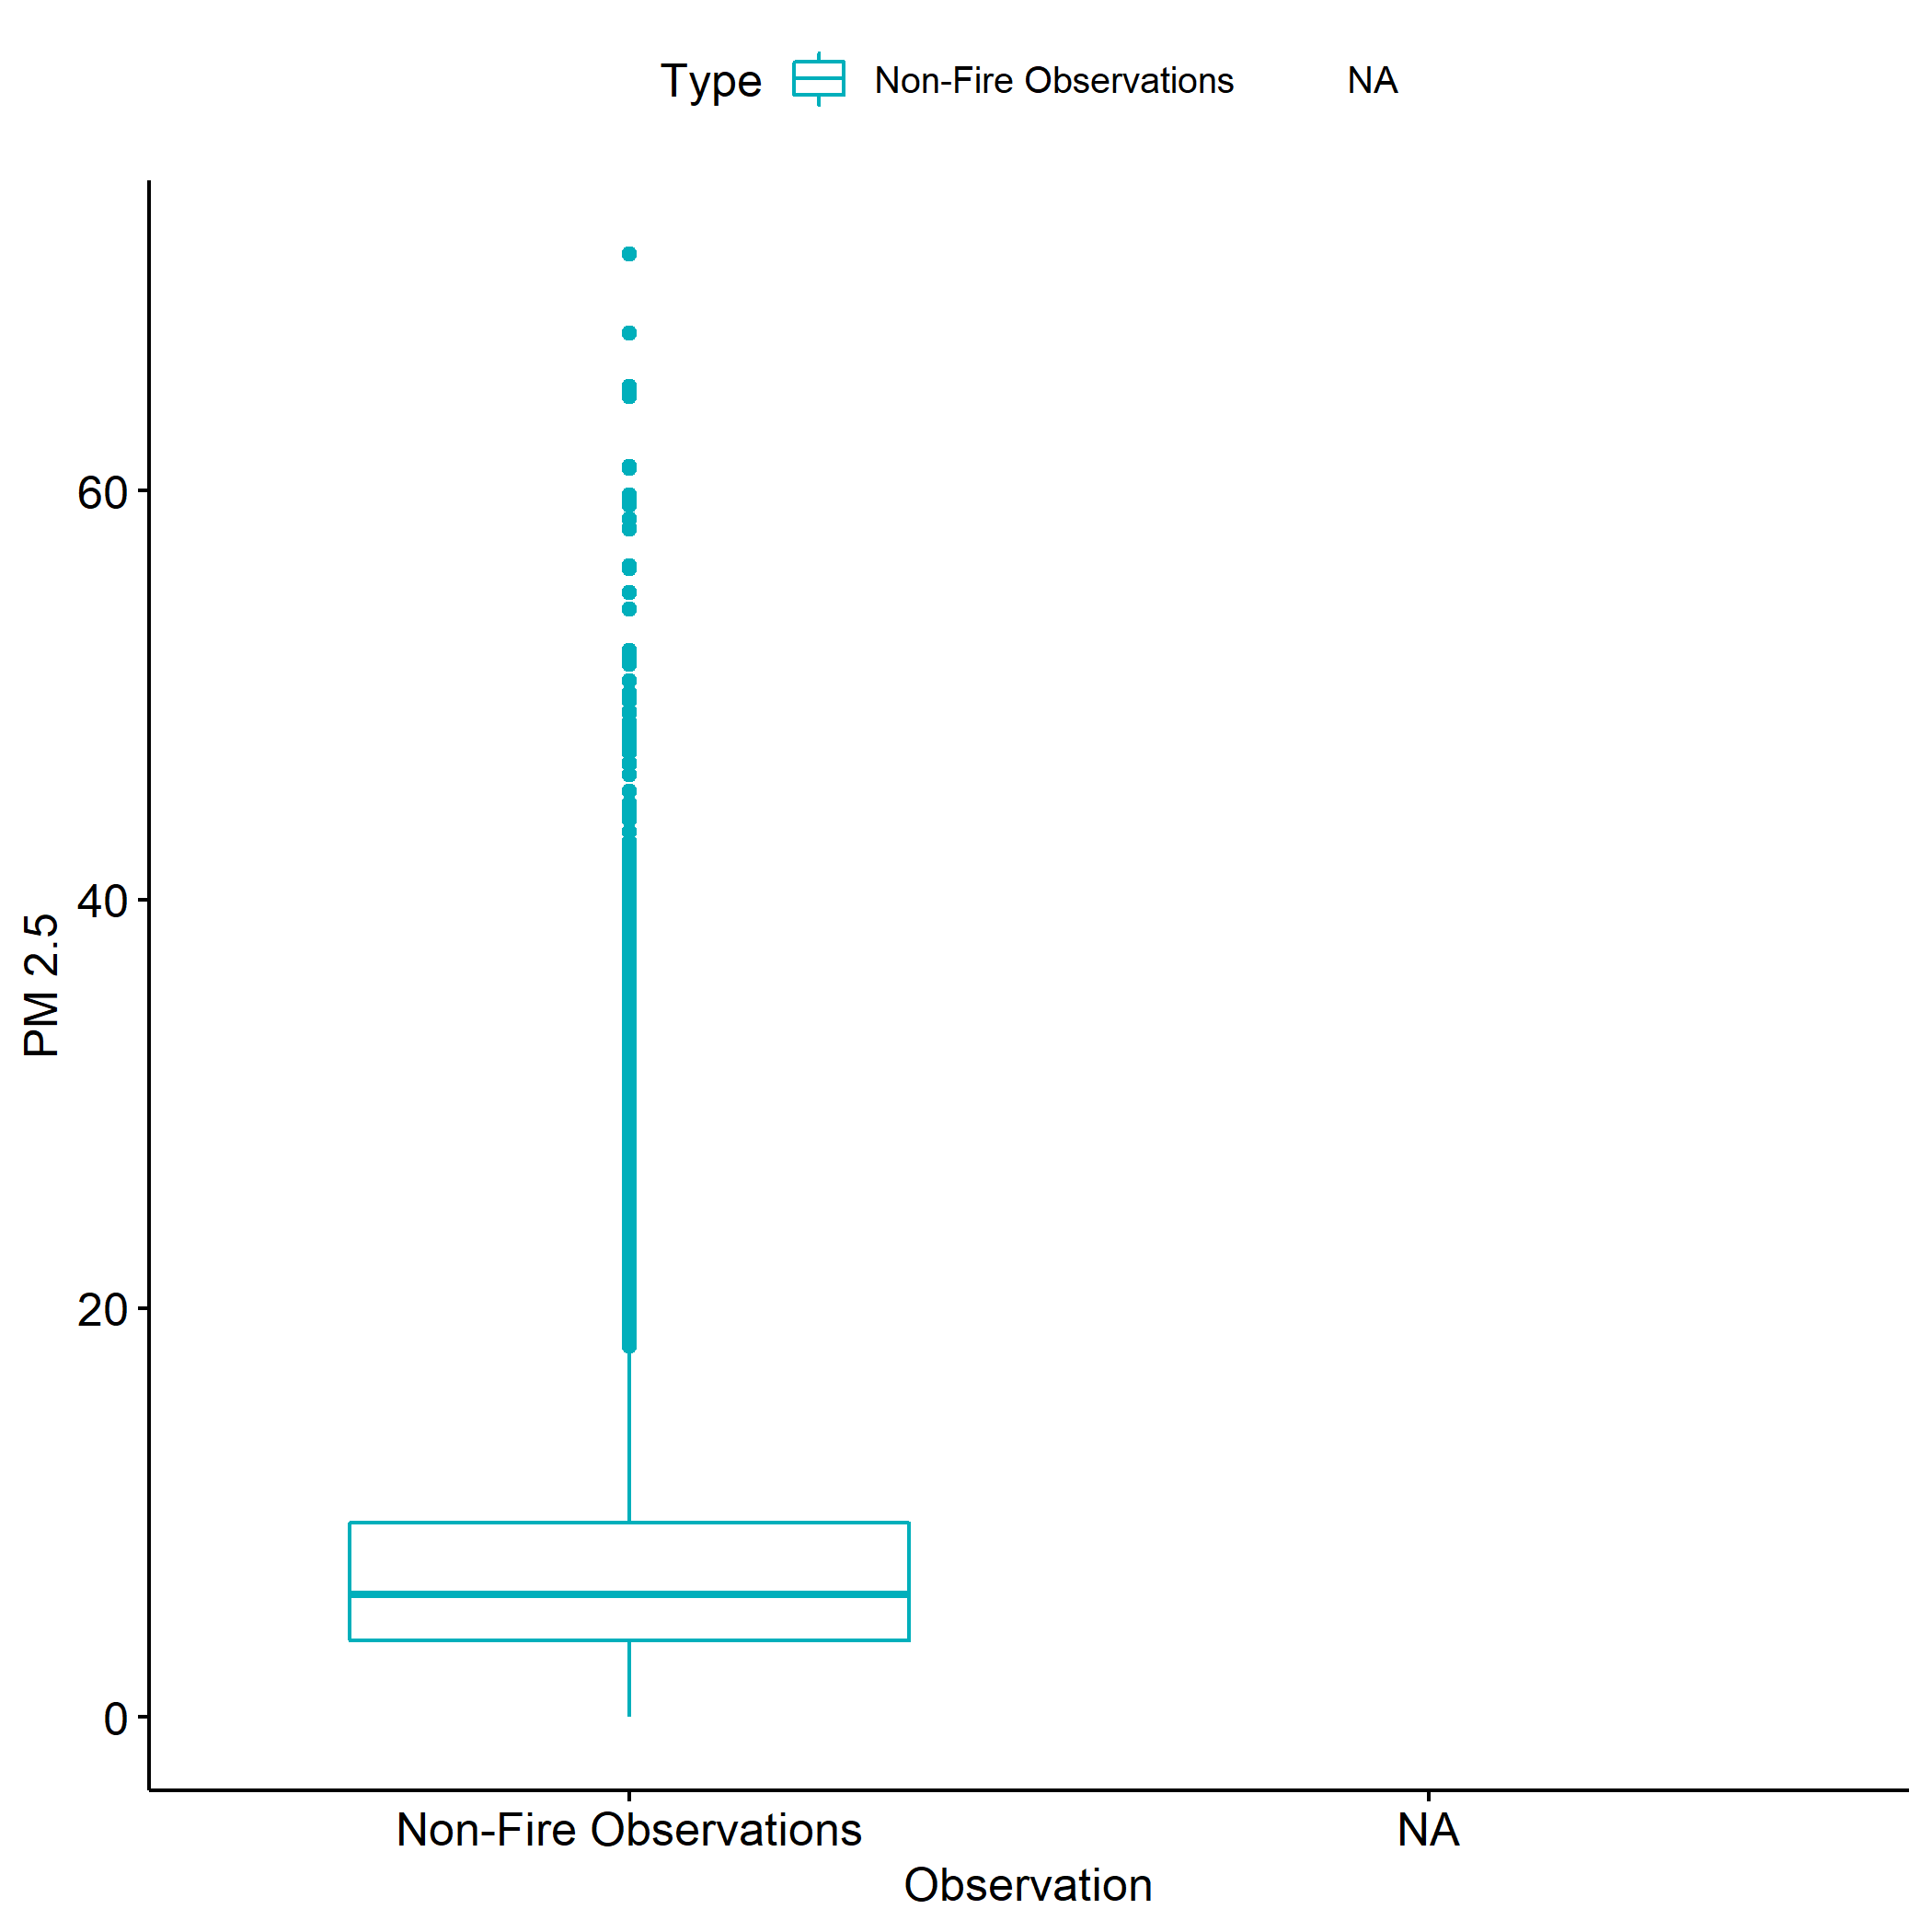 Type Non-Fire Observations NA
60
40
20
0
PM 2.5
Non-Fire Observations NA
Observation